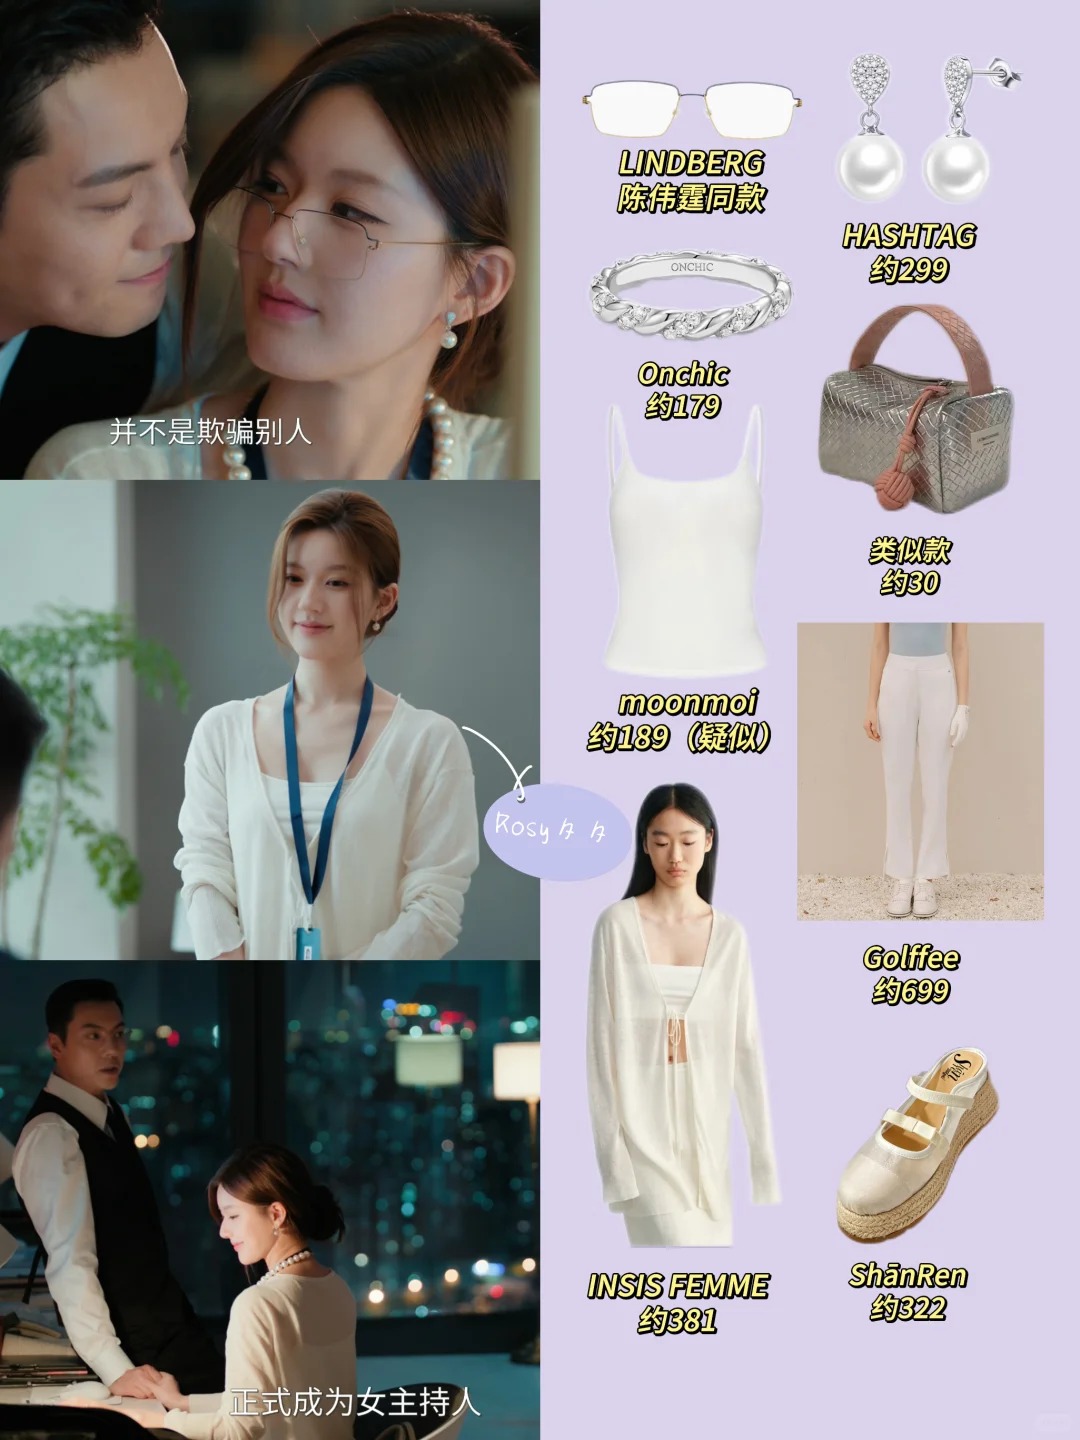 并不是欺骗别人
正式成为女主持人
LINDBERG
陈伟霆同款
HASHTAG
约299
ONCHIC
Onchic
约179
类似款
约30
moonmoi
约189（疑似）
Rosy夕夕
Golffee
约699
INSIS FEMME
约381
Shān
ShānRen
约322